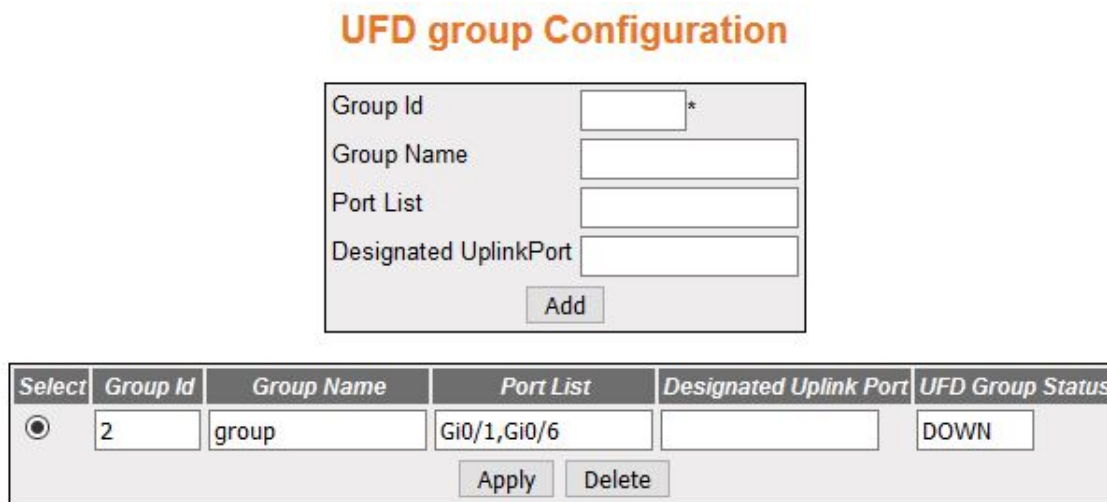 UFD group Configuration
Group Id *
Group Name
Port List
Designated UplinkPort
Add
Select Group Id Group Name Port List Designated Uplink Port UFD Group Status
2 group Gi0/1,Gi0/6 DOWN
Apply Delete